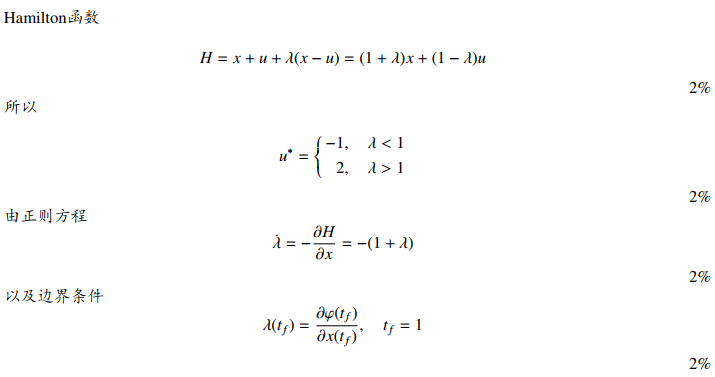 Hamilton函数
H = x + u + λ(x − u) = (1 + λ)x + (1 − λ)u
2%
所以
u* = { −1, λ < 1
2, λ > 1
2%
由正则方程
λ̇ = −∂H/∂x = −(1 + λ)
2%
以及边界条件
λ(t_f) = ∂φ(t_f)/∂x(t_f), t_f = 1
2%